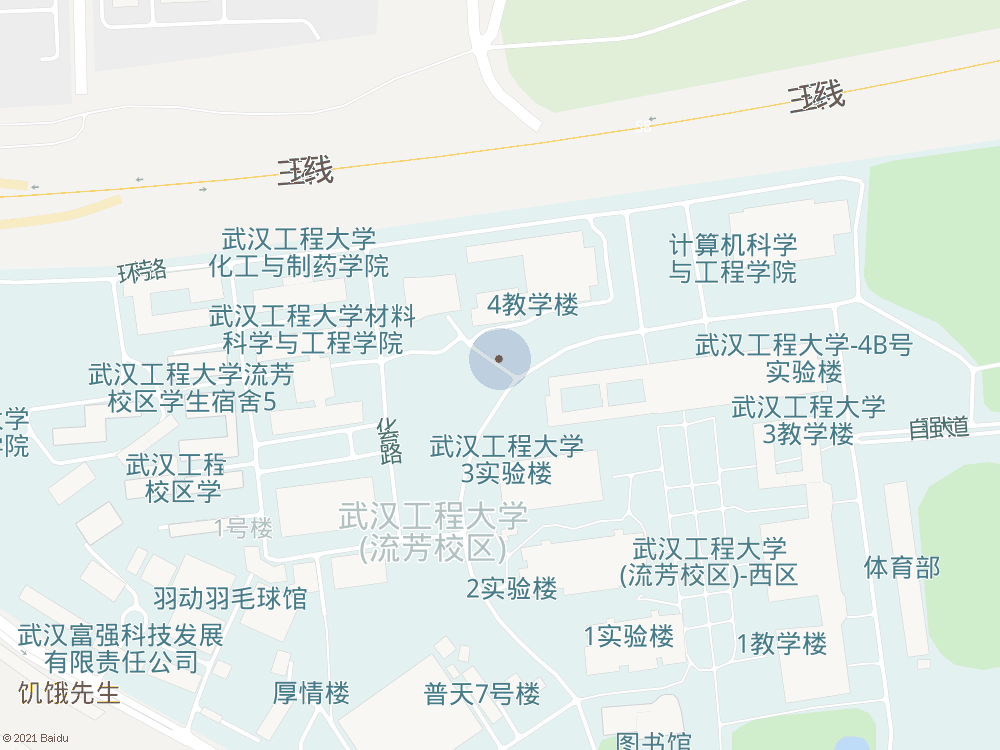 三环线
三环线
武汉工程大学
化工与制药学院
环跨路
计算机科学
与工程学院
4教学楼
武汉工程大学材料
科学与工程学院
武汉工程大学-4B号
实验楼
武汉工程大学流芳
校区学生宿舍5
武汉工程大学
3教学楼
自强大道
大学
学院
化育路
武汉工程大学
3实验楼
武汉工程
校区学
武汉工程大学
(流芳校区)
1号楼
武汉工程大学
(流芳校区)-西区
体育部
2实验楼
羽动羽毛球馆
武汉富强科技发展
有限责任公司
1实验楼
1教学楼
饥饿先生
厚情楼
普天7号楼
图书馆
© 2021 Baidu